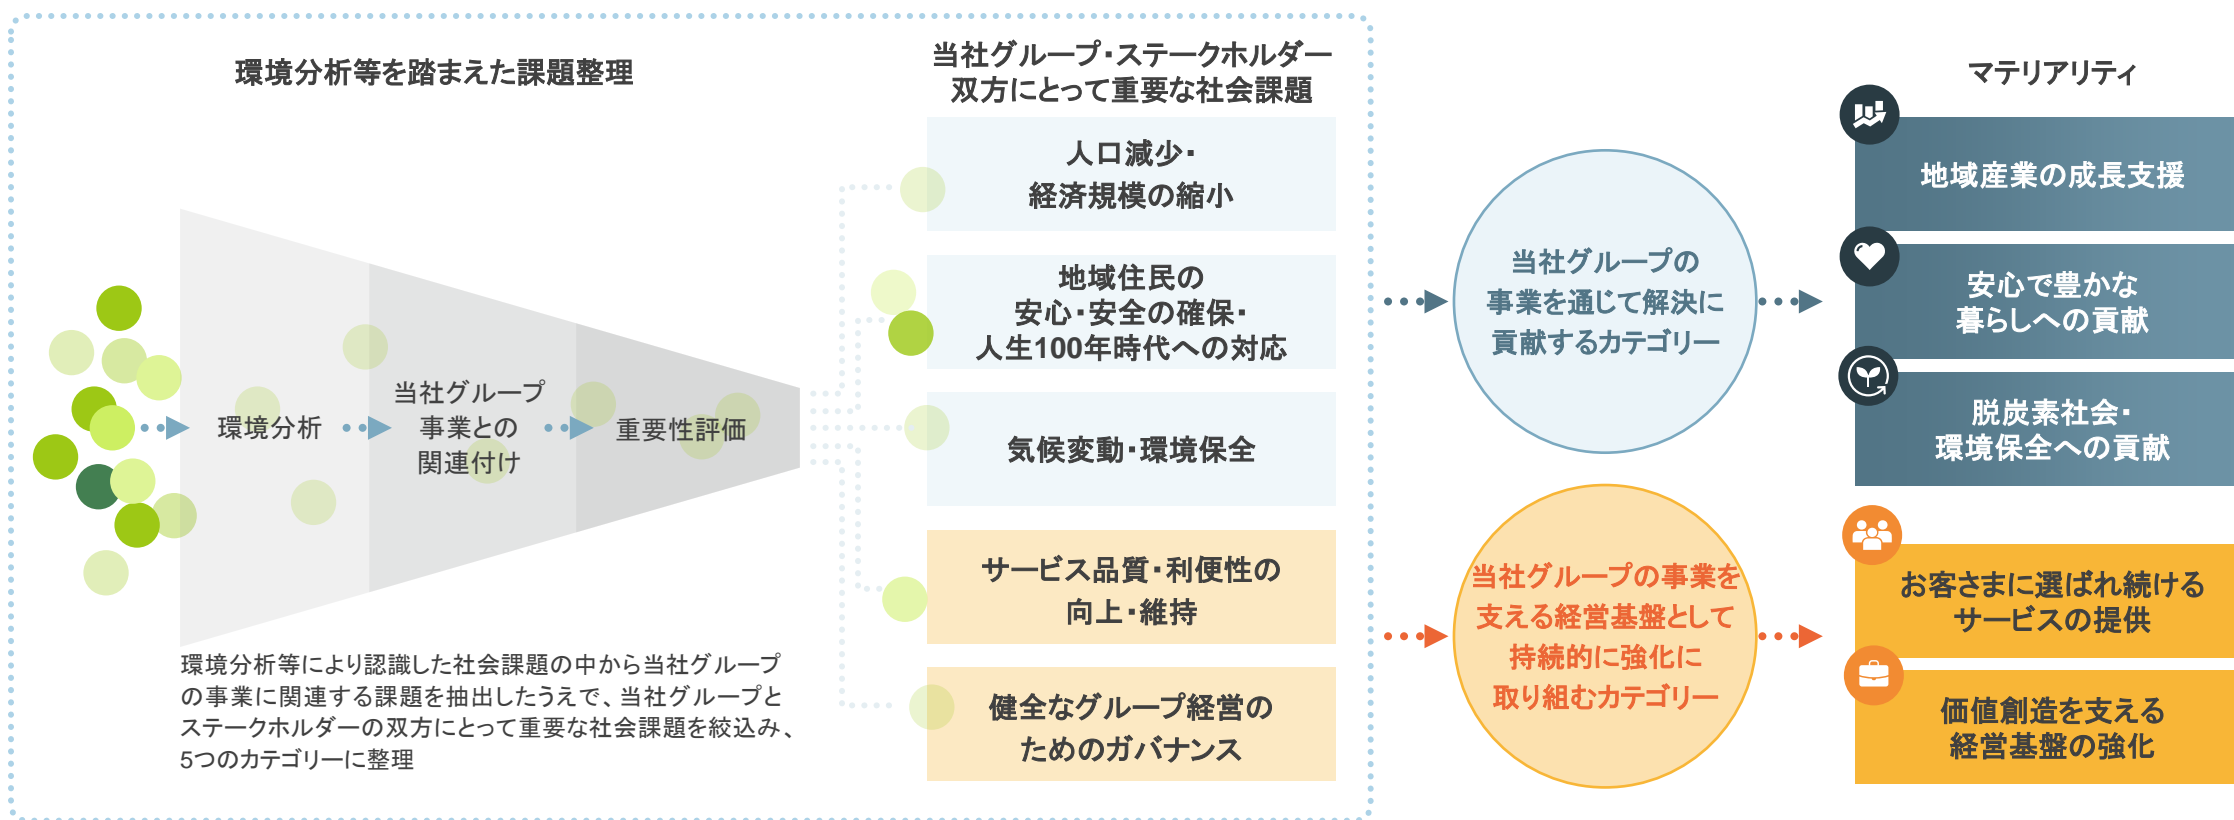 環境分析等を踏まえた課題整理
環境分析
当社グループ
事業との
関連付け
重要性評価
環境分析等により認識した社会課題の中から当社グループ
の事業に関連する課題を抽出したうえで、当社グループと
ステークホルダーの双方にとって重要な社会課題を絞込み、
5つのカテゴリーに整理
当社グループ・ステークホルダー
双方にとって重要な社会課題
人口減少・
経済規模の縮小
地域住民の
安心・安全の確保・
人生100年時代への対応
気候変動・環境保全
サービス品質・利便性の
向上・維持
健全なグループ経営の
ためのガバナンス
当社グループの
事業を通じて解決に
貢献するカテゴリー
当社グループの事業を
支える経営基盤として
持続的に強化に
取り組むカテゴリー
マテリアリティ
地域産業の成長支援
安心で豊かな
暮らしへの貢献
脱炭素社会・
環境保全への貢献
お客さまに選ばれ続ける
サービスの提供
価値創造を支える
経営基盤の強化